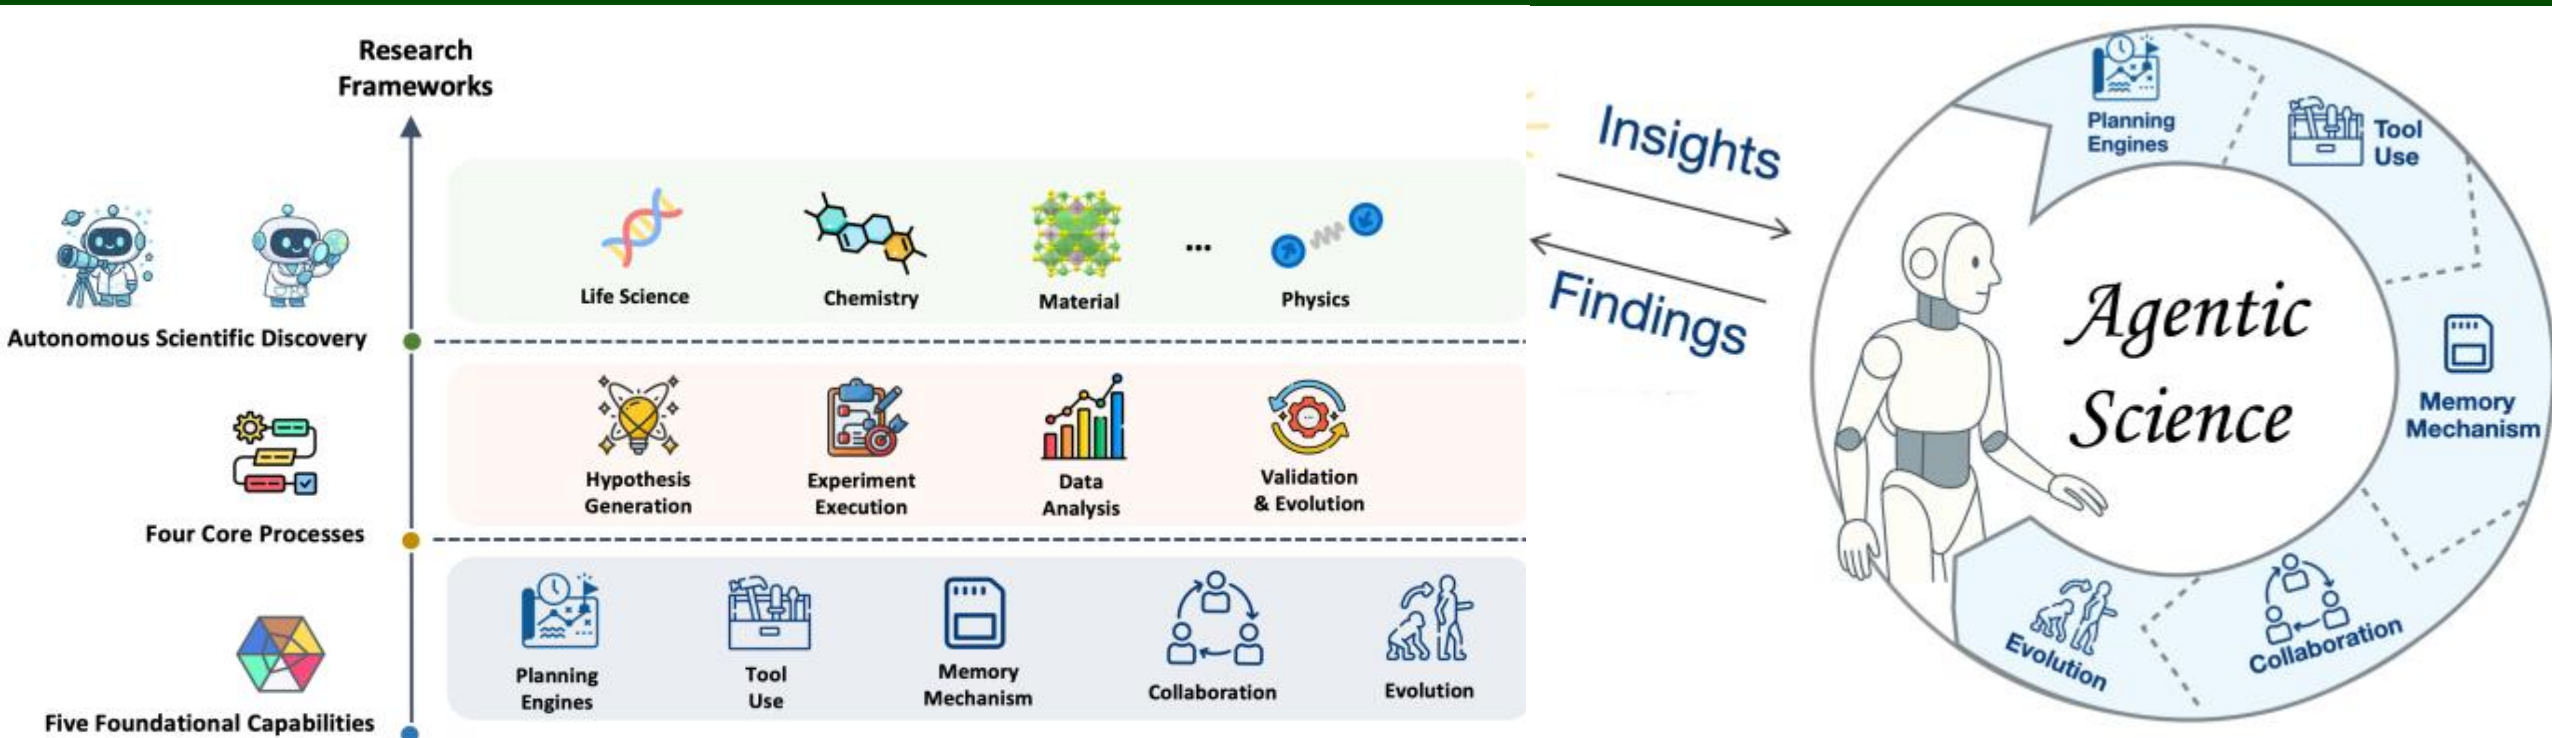 Research
Frameworks
Autonomous Scientific Discovery
Life Science
Chemistry
Material
...
Physics
Four Core Processes
Hypothesis
Generation
Experiment
Execution
Data
Analysis
Validation
& Evolution
Five Foundational Capabilities
Planning
Engines
Tool
Use
Memory
Mechanism
Collaboration
Evolution
Insights
Findings
Agentic
Science
Planning
Engines
Tool
Use
Memory
Mechanism
Collaboration
Evolution